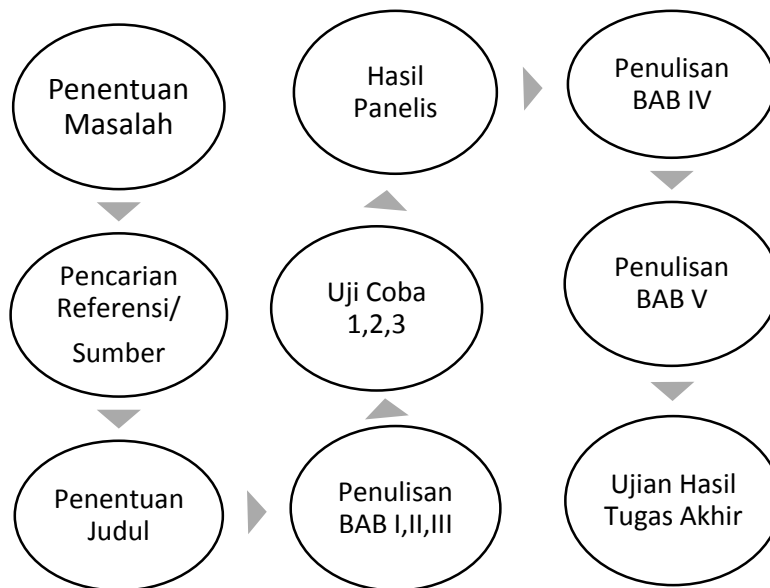 Penentuan
Masalah
Pencarian
Referensi/
Sumber
Penentuan
Judul
Penulisan
BAB I,II,III
Uji Coba
1,2,3
Hasil
Panelis
Penulisan
BAB IV
Penulisan
BAB V
Ujian Hasil
Tugas Akhir